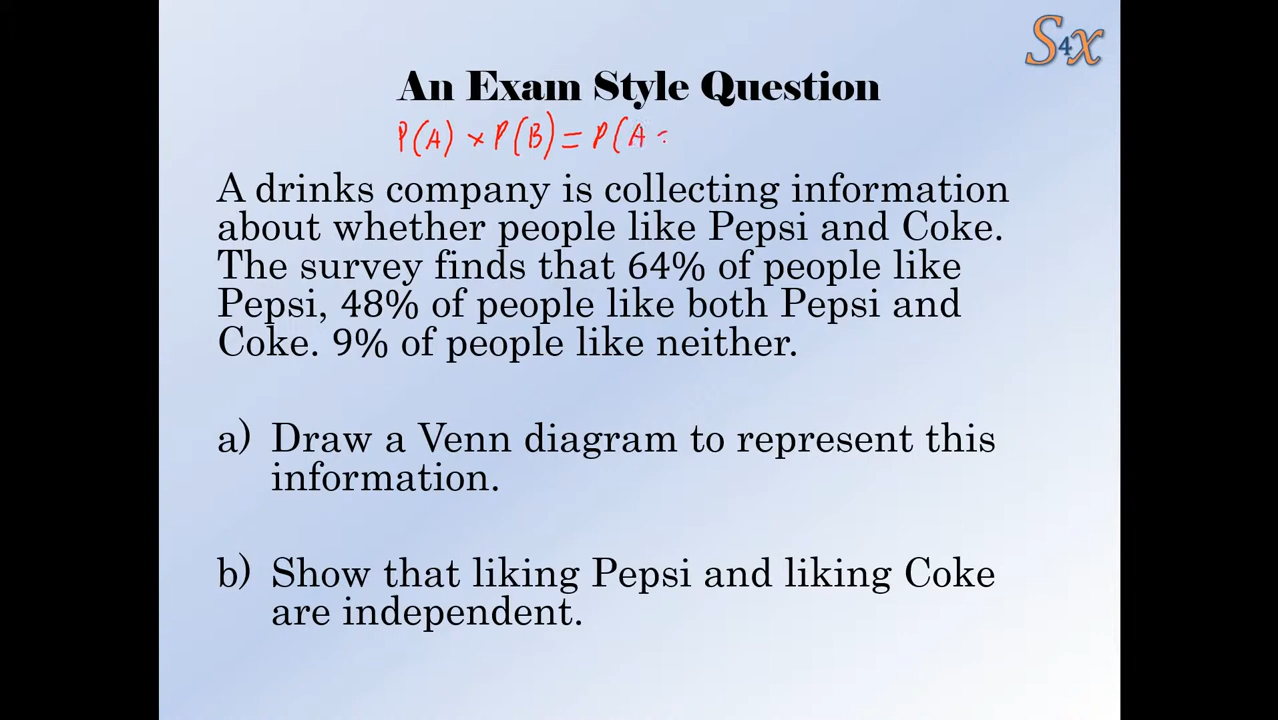 S4x
An Exam Style Question
P(A) × P(B) = P(A
A drinks company is collecting information
about whether people like Pepsi and Coke.
The survey finds that 64% of people like
Pepsi, 48% of people like both Pepsi and
Coke. 9% of people like neither.
a) Draw a Venn diagram to represent this
information.
b) Show that liking Pepsi and liking Coke
are independent.